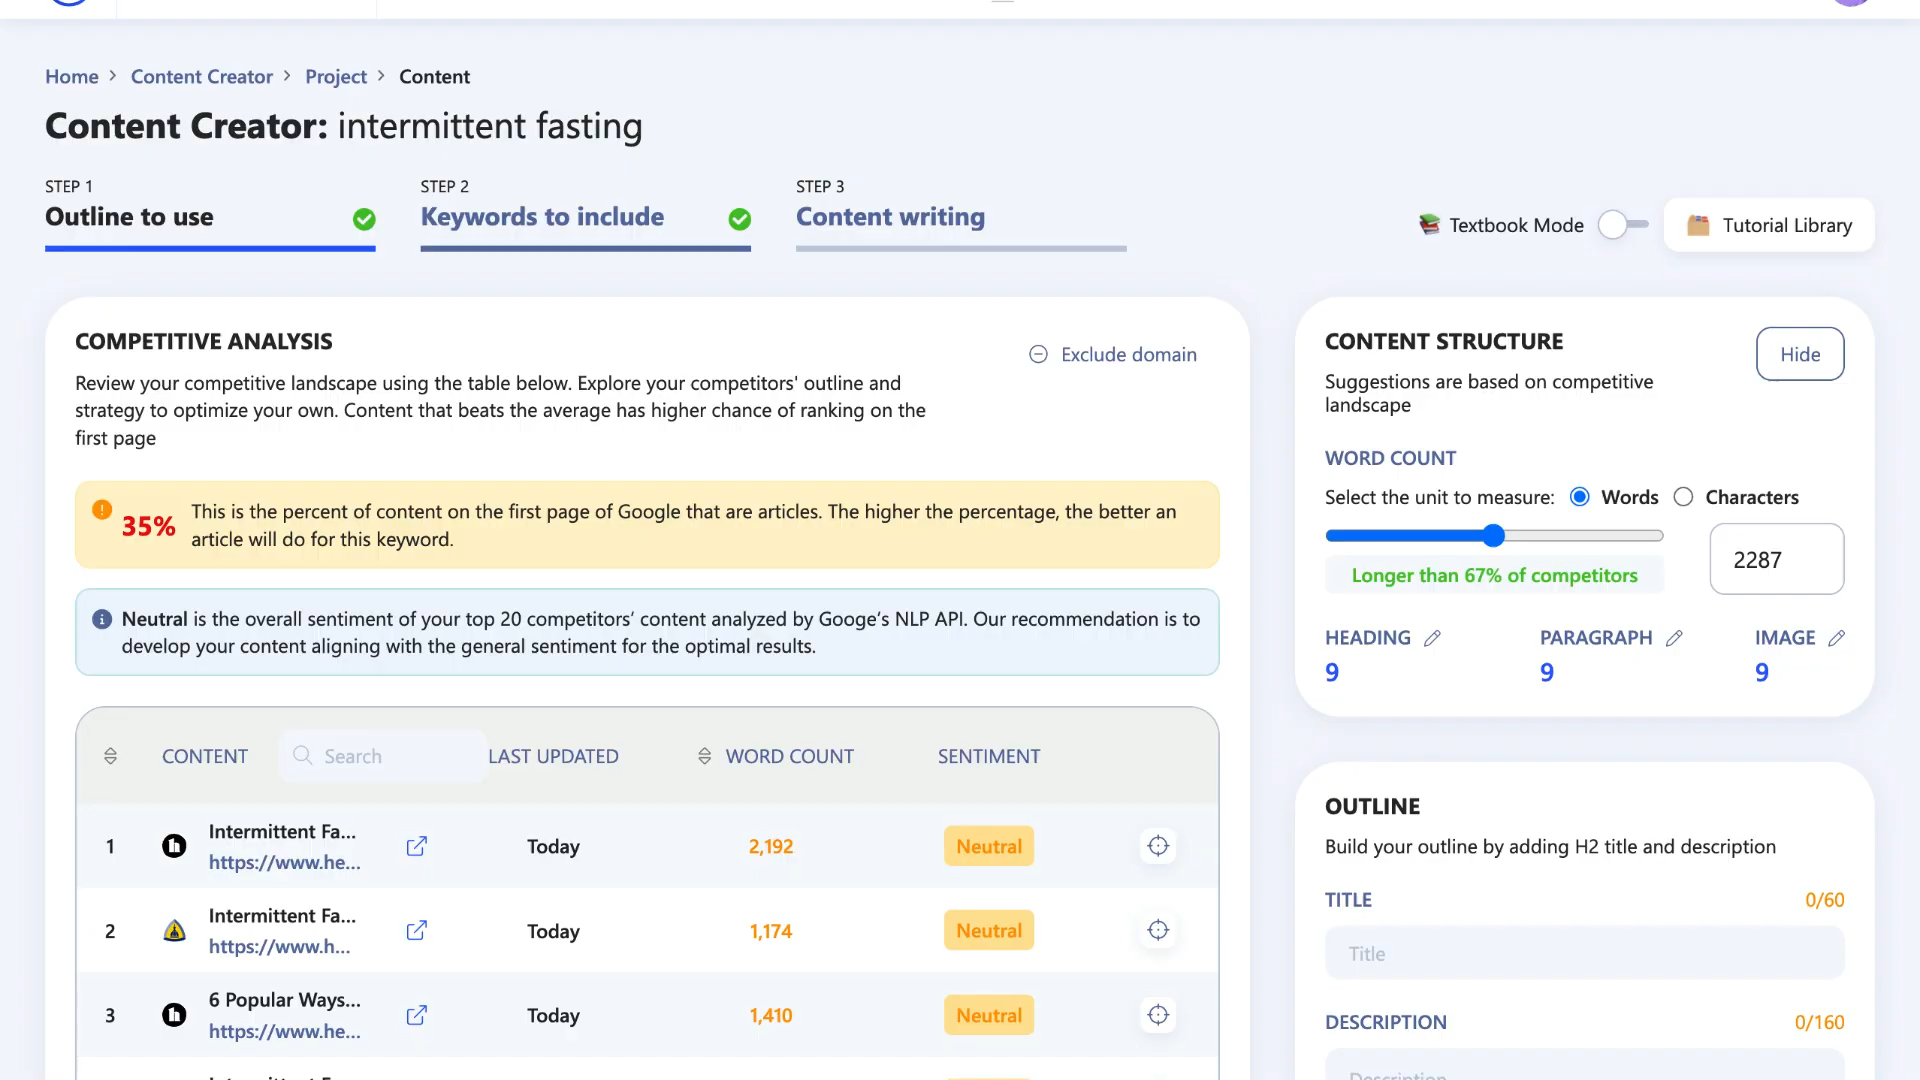 Home > Content Creator > Project > Content
Content Creator: intermittent fasting
STEP 1
Outline to use
STEP 2
Keywords to include
STEP 3
Content writing
Textbook Mode
Tutorial Library
COMPETITIVE ANALYSIS
Exclude domain
Review your competitive landscape using the table below. Explore your competitors' outline and
strategy to optimize your own. Content that beats the average has higher chance of ranking on the
first page
35%
This is the percent of content on the first page of Google that are articles. The higher the percentage, the better an
article will do for this keyword.
Neutral is the overall sentiment of your top 20 competitors’ content analyzed by Googe‘s NLP API. Our recommendation is to
develop your content aligning with the general sentiment for the optimal results.
CONTENT Search LAST UPDATED WORD COUNT SENTIMENT
1 Intermittent Fa... Today 2,192 Neutral
https://www.he...
2 Intermittent Fa... Today 1,174 Neutral
https://www.h...
3 6 Popular Ways... Today 1,410 Neutral
https://www.he...
CONTENT STRUCTURE
Hide
Suggestions are based on competitive
landscape
WORD COUNT
Select the unit to measure: Words Characters
2287
Longer than 67% of competitors
HEADING PARAGRAPH IMAGE
9 9 9
OUTLINE
Build your outline by adding H2 title and description
TITLE 0/60
Title
DESCRIPTION 0/160